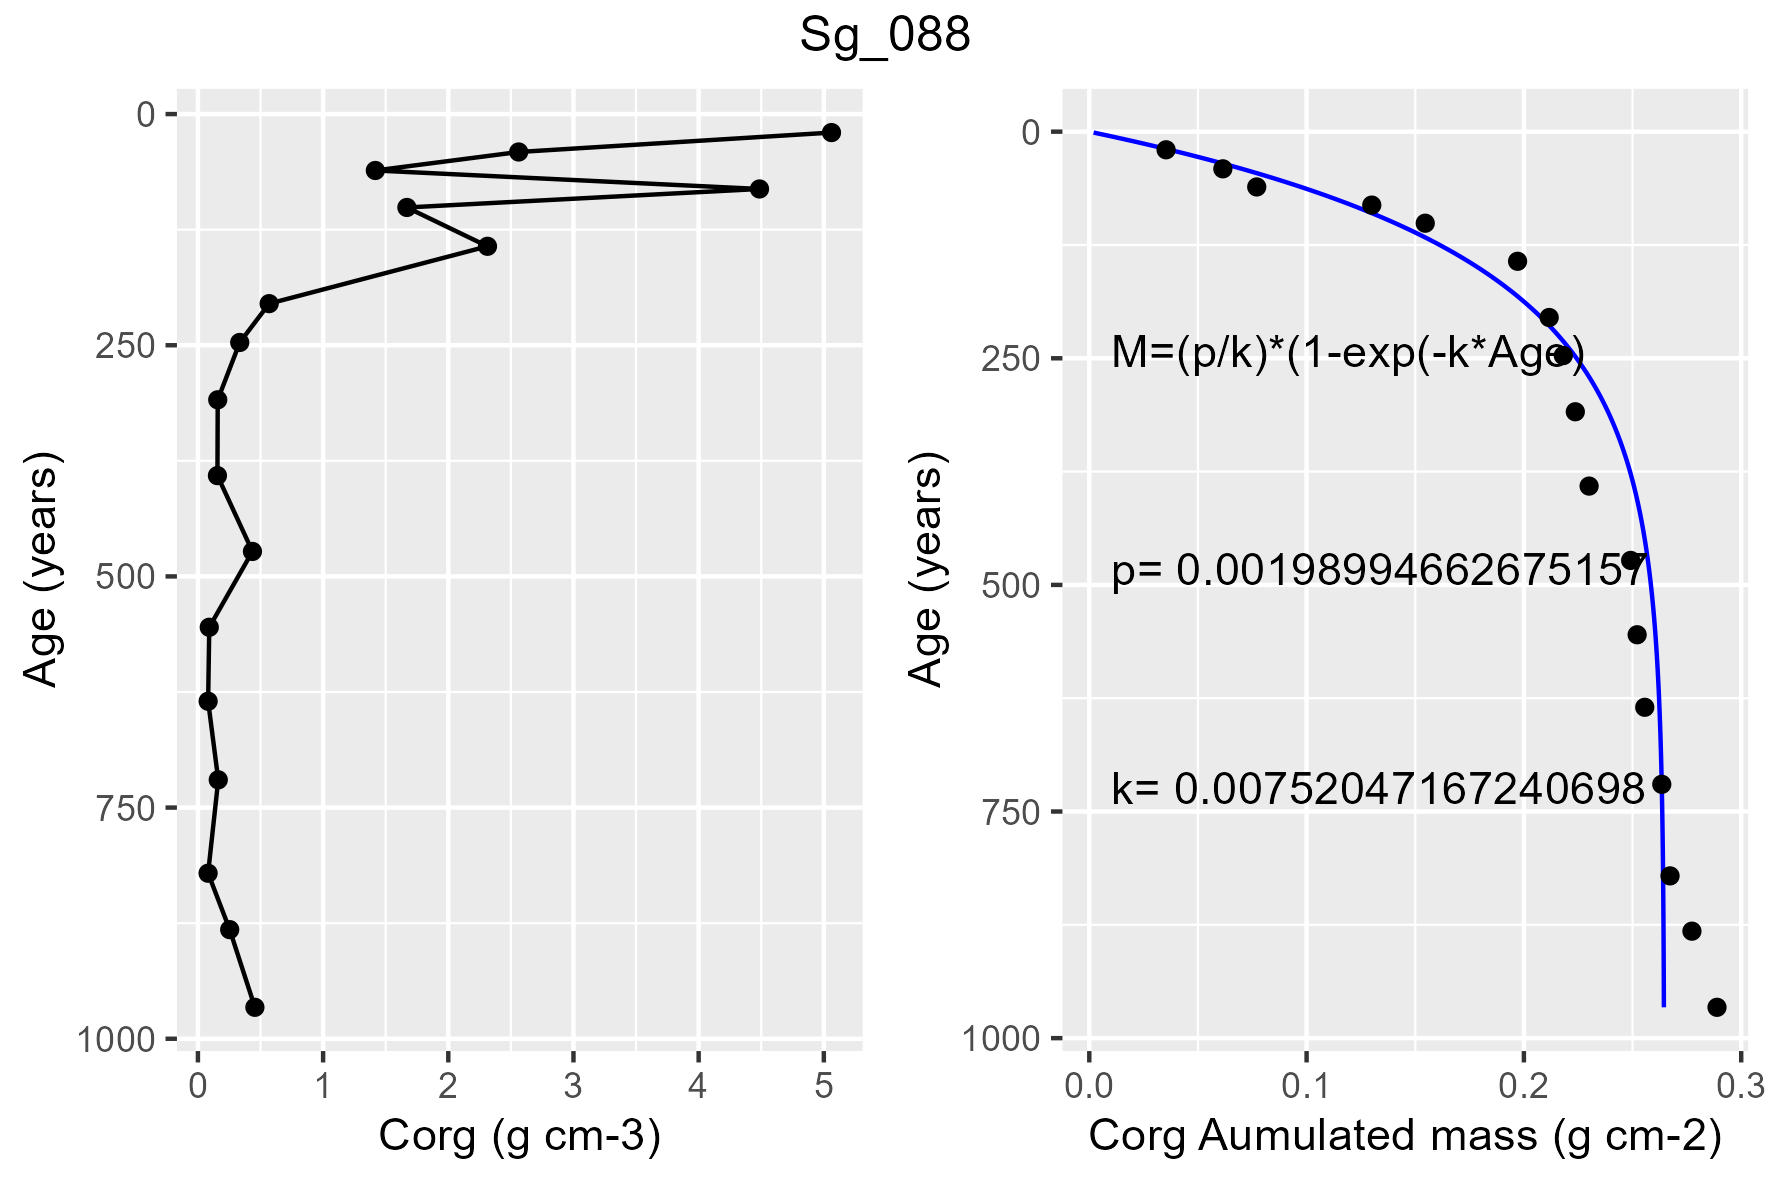 Sg_088
0
250
500
750
1000
Age (years)
0
1
2
3
4
5
Corg (g cm-3)
0
250
500
750
1000
Age (years)
M=(p/k)*(1-exp(-k*Age)
p= 0.00198994662675157
k= 0.00752047167240698
0.0
0.1
0.2
0.3
Corg Aumulated mass (g cm-2)